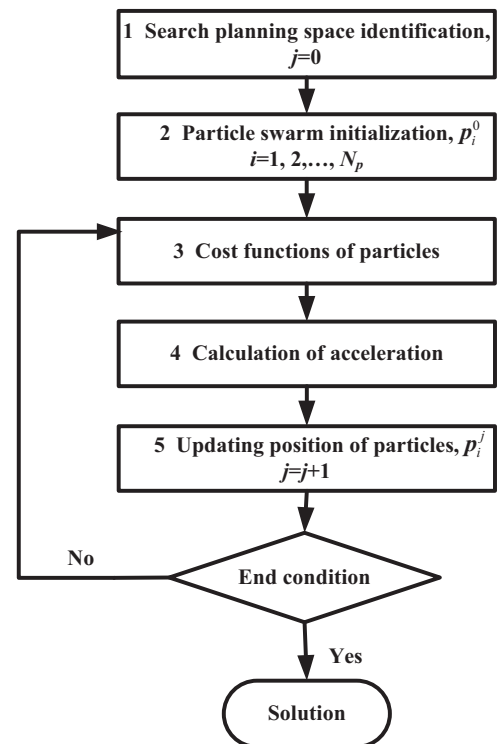 1 Search planning space identification,
j=0
2 Particle swarm initialization, p_i^0
i=1, 2,..., N_p
3 Cost functions of particles
4 Calculation of acceleration
5 Updating position of particles, p_i^j
j=j+1
No
End condition
Yes
Solution